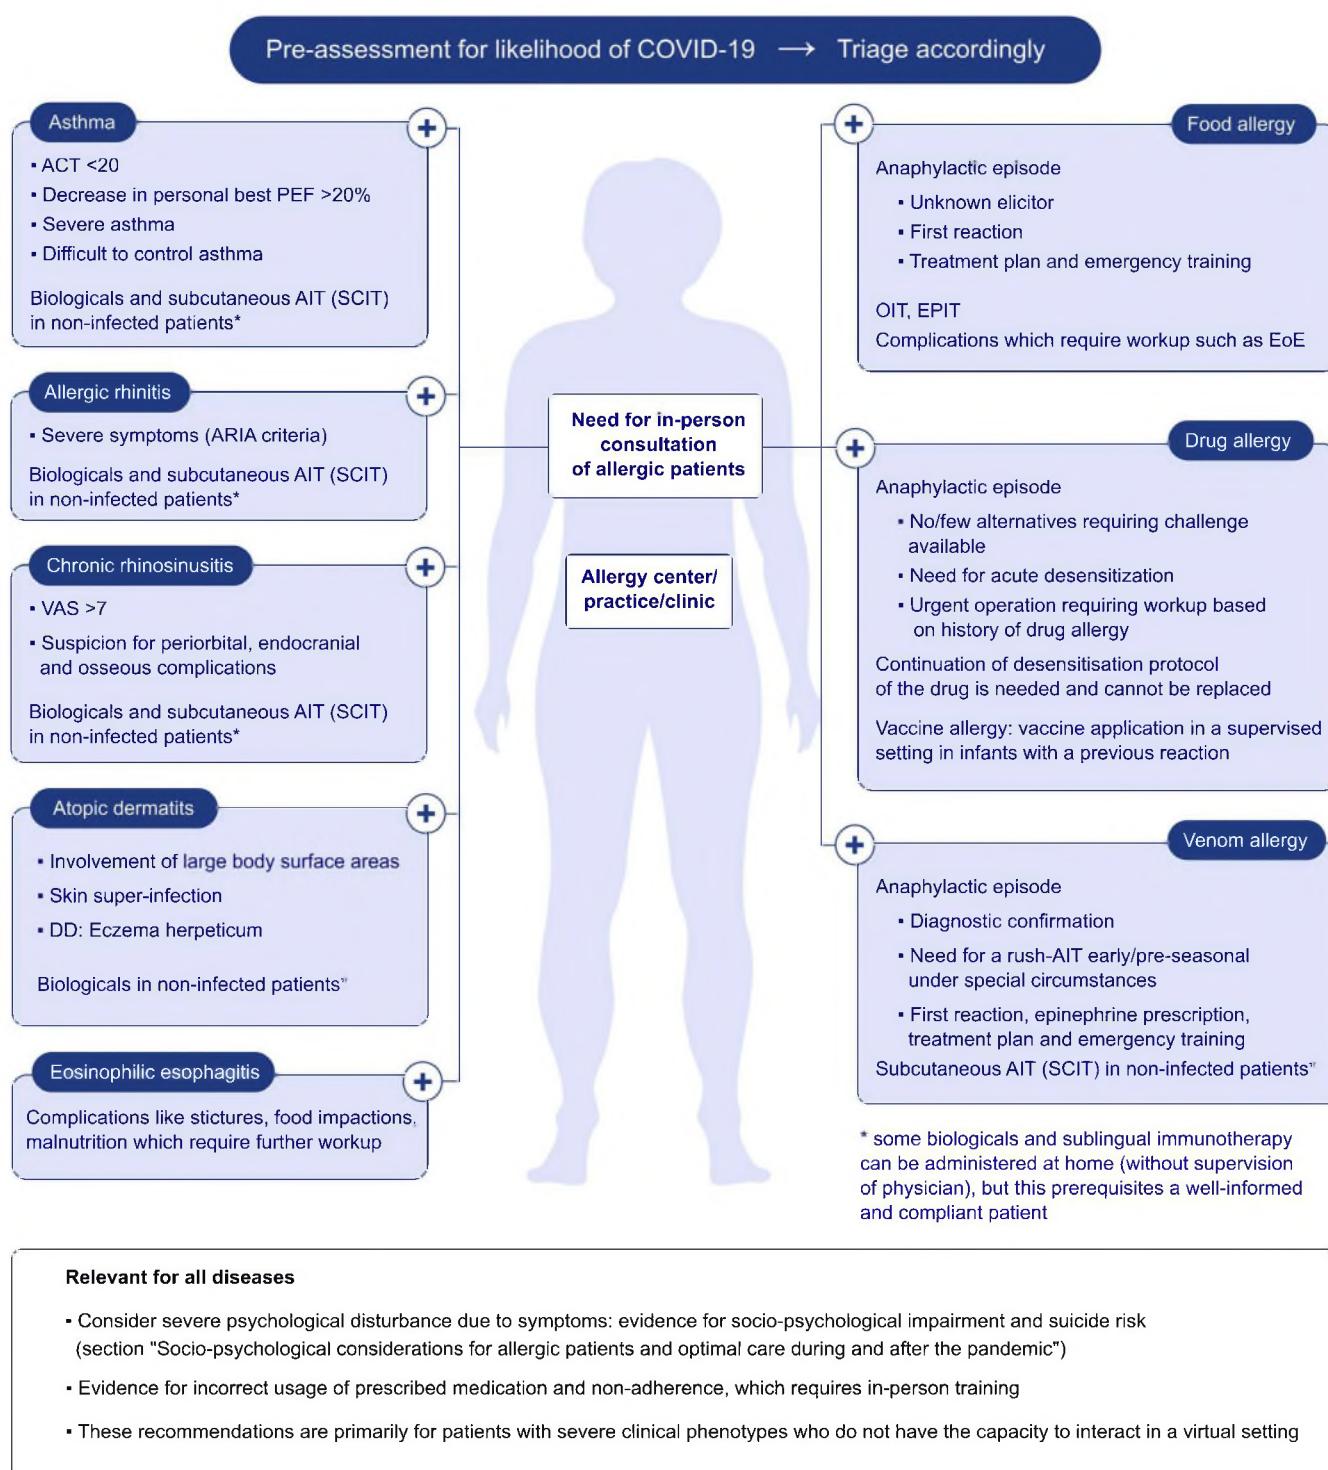 Pre-assessment for likelihood of COVID-19 → Triage accordingly
Asthma
▪ ACT <20
▪ Decrease in personal best PEF >20%
▪ Severe asthma
▪ Difficult to control asthma
Biologicals and subcutaneous AIT (SCIT)
in non-infected patients*
Allergic rhinitis
▪ Severe symptoms (ARIA criteria)
Biologicals and subcutaneous AIT (SCIT)
in non-infected patients*
Chronic rhinosinusitis
▪ VAS >7
▪ Suspicion for periorbital, endocranial
and osseous complications
Biologicals and subcutaneous AIT (SCIT)
in non-infected patients*
Atopic dermatits
▪ Involvement of large body surface areas
▪ Skin super-infection
▪ DD: Eczema herpeticum
Biologicals in non-infected patients*
Eosinophilic esophagitis
Complications like stictures, food impactions,
malnutrition which require further workup
Need for in-person
consultation
of allergic patients
Allergy center/
practice/clinic
Food allergy
Anaphylactic episode
▪ Unknown elicitor
▪ First reaction
▪ Treatment plan and emergency training
OIT, EPIT
Complications which require workup such as EoE
Drug allergy
Anaphylactic episode
▪ No/few alternatives requiring challenge
available
▪ Need for acute desensitization
▪ Urgent operation requiring workup based
on history of drug allergy
Continuation of desensitisation protocol
of the drug is needed and cannot be replaced
Vaccine allergy: vaccine application in a supervised
setting in infants with a previous reaction
Venom allergy
Anaphylactic episode
▪ Diagnostic confirmation
▪ Need for a rush-AIT early/pre-seasonal
under special circumstances
▪ First reaction, epinephrine prescription,
treatment plan and emergency training
Subcutaneous AIT (SCIT) in non-infected patients*
* some biologicals and sublingual immunotherapy
can be administered at home (without supervision
of physician), but this prerequisites a well-informed
and compliant patient
Relevant for all diseases
▪ Consider severe psychological disturbance due to symptoms: evidence for socio-psychological impairment and suicide risk
(section "Socio-psychological considerations for allergic patients and optimal care during and after the pandemic")
▪ Evidence for incorrect usage of prescribed medication and non-adherence, which requires in-person training
▪ These recommendations are primarily for patients with severe clinical phenotypes who do not have the capacity to interact in a virtual setting